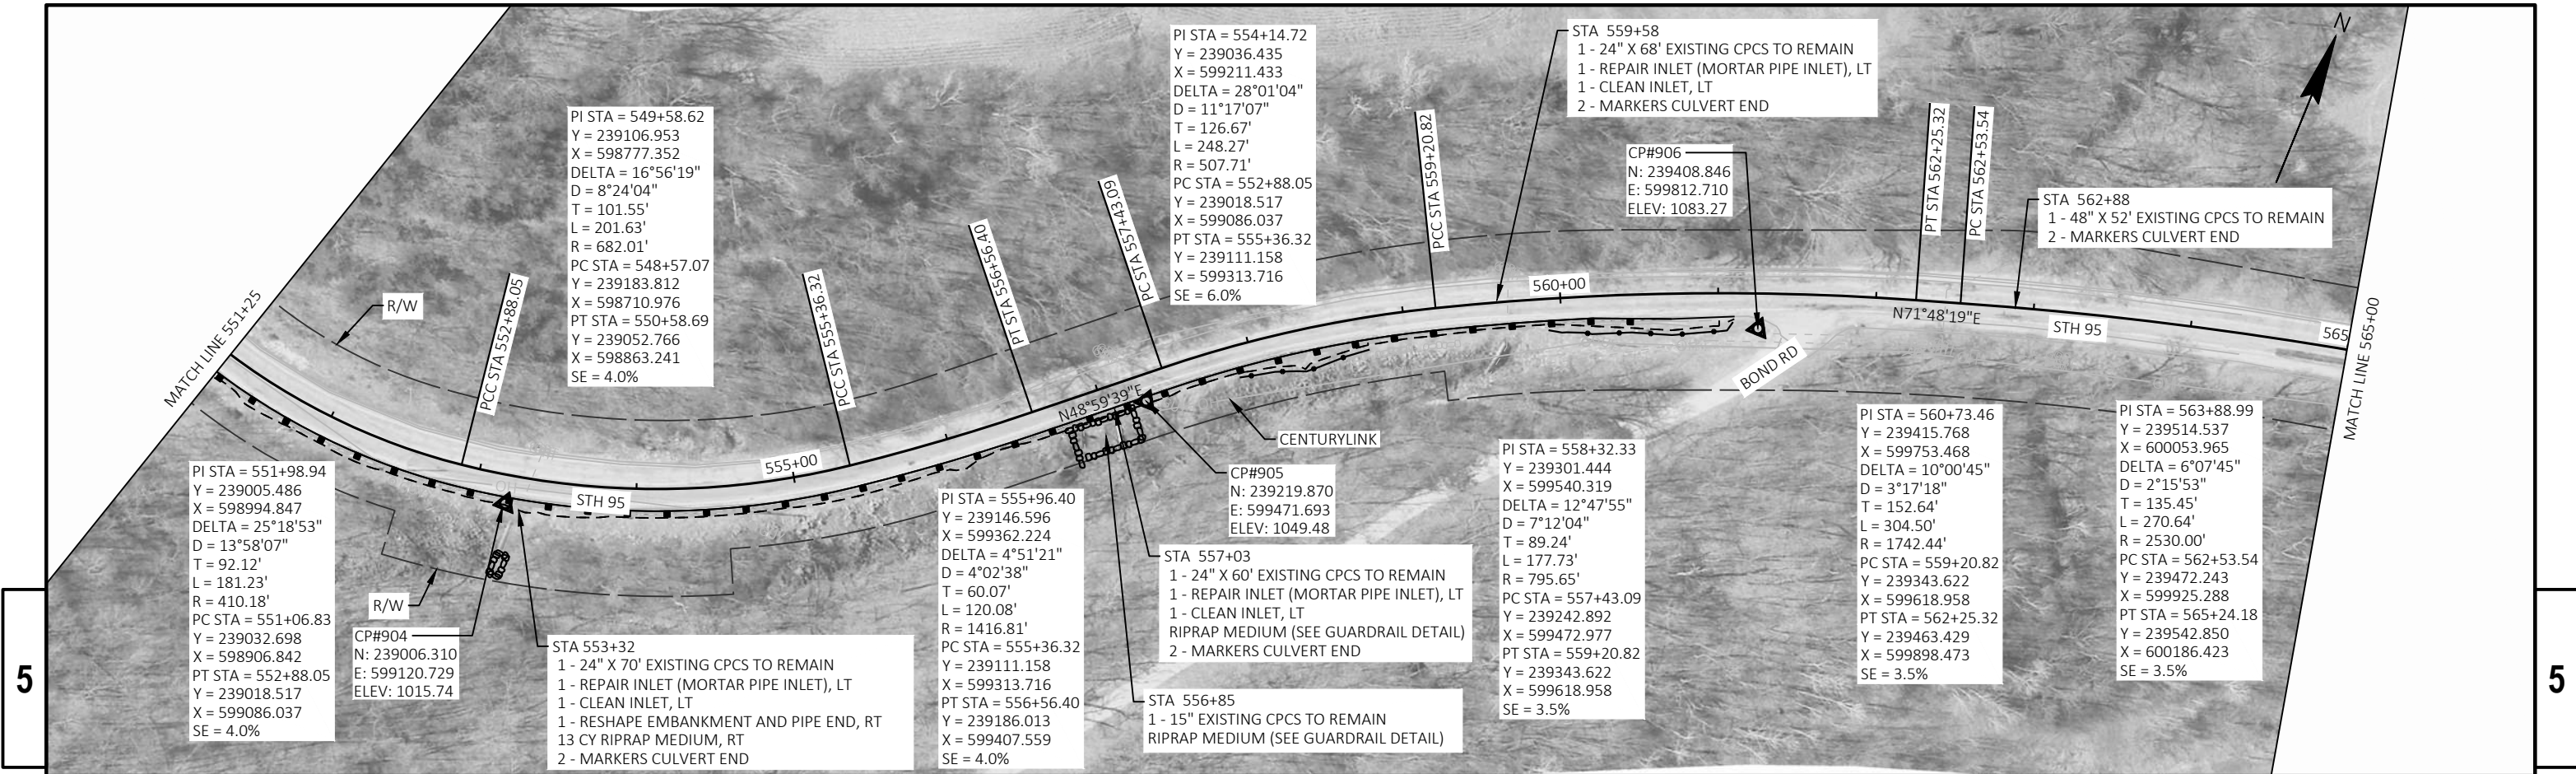 PI STA = 549+58.62
Y = 239106.953
X = 598777.352
DELTA = 16°56'19"
D = 8°24'04"
T = 101.55'
L = 201.63'
R = 682.01'
PC STA = 548+57.07
Y = 239183.812
X = 598710.976
PT STA = 550+58.69
Y = 239052.766
X = 598863.241
SE = 4.0%
PI STA = 554+14.72
Y = 239036.435
X = 599211.433
DELTA = 28°01'04"
D = 11°17'07"
T = 126.67'
L = 248.27'
R = 507.71'
PC STA = 552+88.05
Y = 239018.517
X = 599086.037
PT STA = 555+36.32
Y = 239111.158
X = 599313.716
SE = 6.0%
STA 559+58
1 - 24" X 68' EXISTING CPCS TO REMAIN
1 - REPAIR INLET (MORTAR PIPE INLET), LT
1 - CLEAN INLET, LT
2 - MARKERS CULVERT END
N
CP#906
N: 239408.846
E: 599812.710
ELEV: 1083.27
STA 562+88
1 - 48" X 52' EXISTING CPCS TO REMAIN
2 - MARKERS CULVERT END
MATCH LINE 551+25
R/W
PCC STA 552+88.05
PCC STA 555+36.32
PT STA 556+56.40
PC STA 557+43.09
PCC STA 559+20.82
PT STA 562+25.32
PC STA 562+53.54
560+00
N71°48'19"E
STH 95
565
MATCH LINE 565+00
BOND RD
N48°59'39"E
555+00
STH 95
CENTURYLINK
PI STA = 551+98.94
Y = 239005.486
X = 598994.847
DELTA = 25°18'53"
D = 13°58'07"
T = 92.12'
L = 181.23'
R = 410.18'
PC STA = 551+06.83
Y = 239032.698
X = 598906.842
PT STA = 552+88.05
Y = 239018.517
X = 599086.037
SE = 4.0%
R/W
CP#904
N: 239006.310
E: 599120.729
ELEV: 1015.74
STA 553+32
1 - 24" X 70' EXISTING CPCS TO REMAIN
1 - REPAIR INLET (MORTAR PIPE INLET), LT
1 - CLEAN INLET, LT
1 - RESHAPE EMBANKMENT AND PIPE END, RT
13 CY RIPRAP MEDIUM, RT
2 - MARKERS CULVERT END
PI STA = 555+96.40
Y = 239146.596
X = 599362.224
DELTA = 4°51'21"
D = 4°02'38"
T = 60.07'
L = 120.08'
R = 1416.81'
PC STA = 555+36.32
Y = 239111.158
X = 599313.716
PT STA = 556+56.40
Y = 239186.013
X = 599407.559
SE = 4.0%
CP#905
N: 239219.870
E: 599471.693
ELEV: 1049.48
STA 557+03
1 - 24" X 60' EXISTING CPCS TO REMAIN
1 - REPAIR INLET (MORTAR PIPE INLET), LT
1 - CLEAN INLET, LT
RIPRAP MEDIUM (SEE GUARDRAIL DETAIL)
2 - MARKERS CULVERT END
STA 556+85
1 - 15" EXISTING CPCS TO REMAIN
RIPRAP MEDIUM (SEE GUARDRAIL DETAIL)
PI STA = 558+32.33
Y = 239301.444
X = 599540.319
DELTA = 12°47'55"
D = 7°12'04"
T = 89.24'
L = 177.73'
R = 795.65'
PC STA = 557+43.09
Y = 239242.892
X = 599472.977
PT STA = 559+20.82
Y = 239343.622
X = 599618.958
SE = 3.5%
PI STA = 560+73.46
Y = 239415.768
X = 599753.468
DELTA = 10°00'45"
D = 3°17'18"
T = 152.64'
L = 304.50'
R = 1742.44'
PC STA = 559+20.82
Y = 239343.622
X = 599618.958
PT STA = 562+25.32
Y = 239463.429
X = 599898.473
SE = 3.5%
PI STA = 563+88.99
Y = 239514.537
X = 600053.965
DELTA = 6°07'45"
D = 2°15'53"
T = 135.45'
L = 270.64'
R = 2530.00'
PC STA = 562+53.54
Y = 239472.243
X = 599925.288
PT STA = 565+24.18
Y = 239542.850
X = 600186.423
SE = 3.5%
5
5